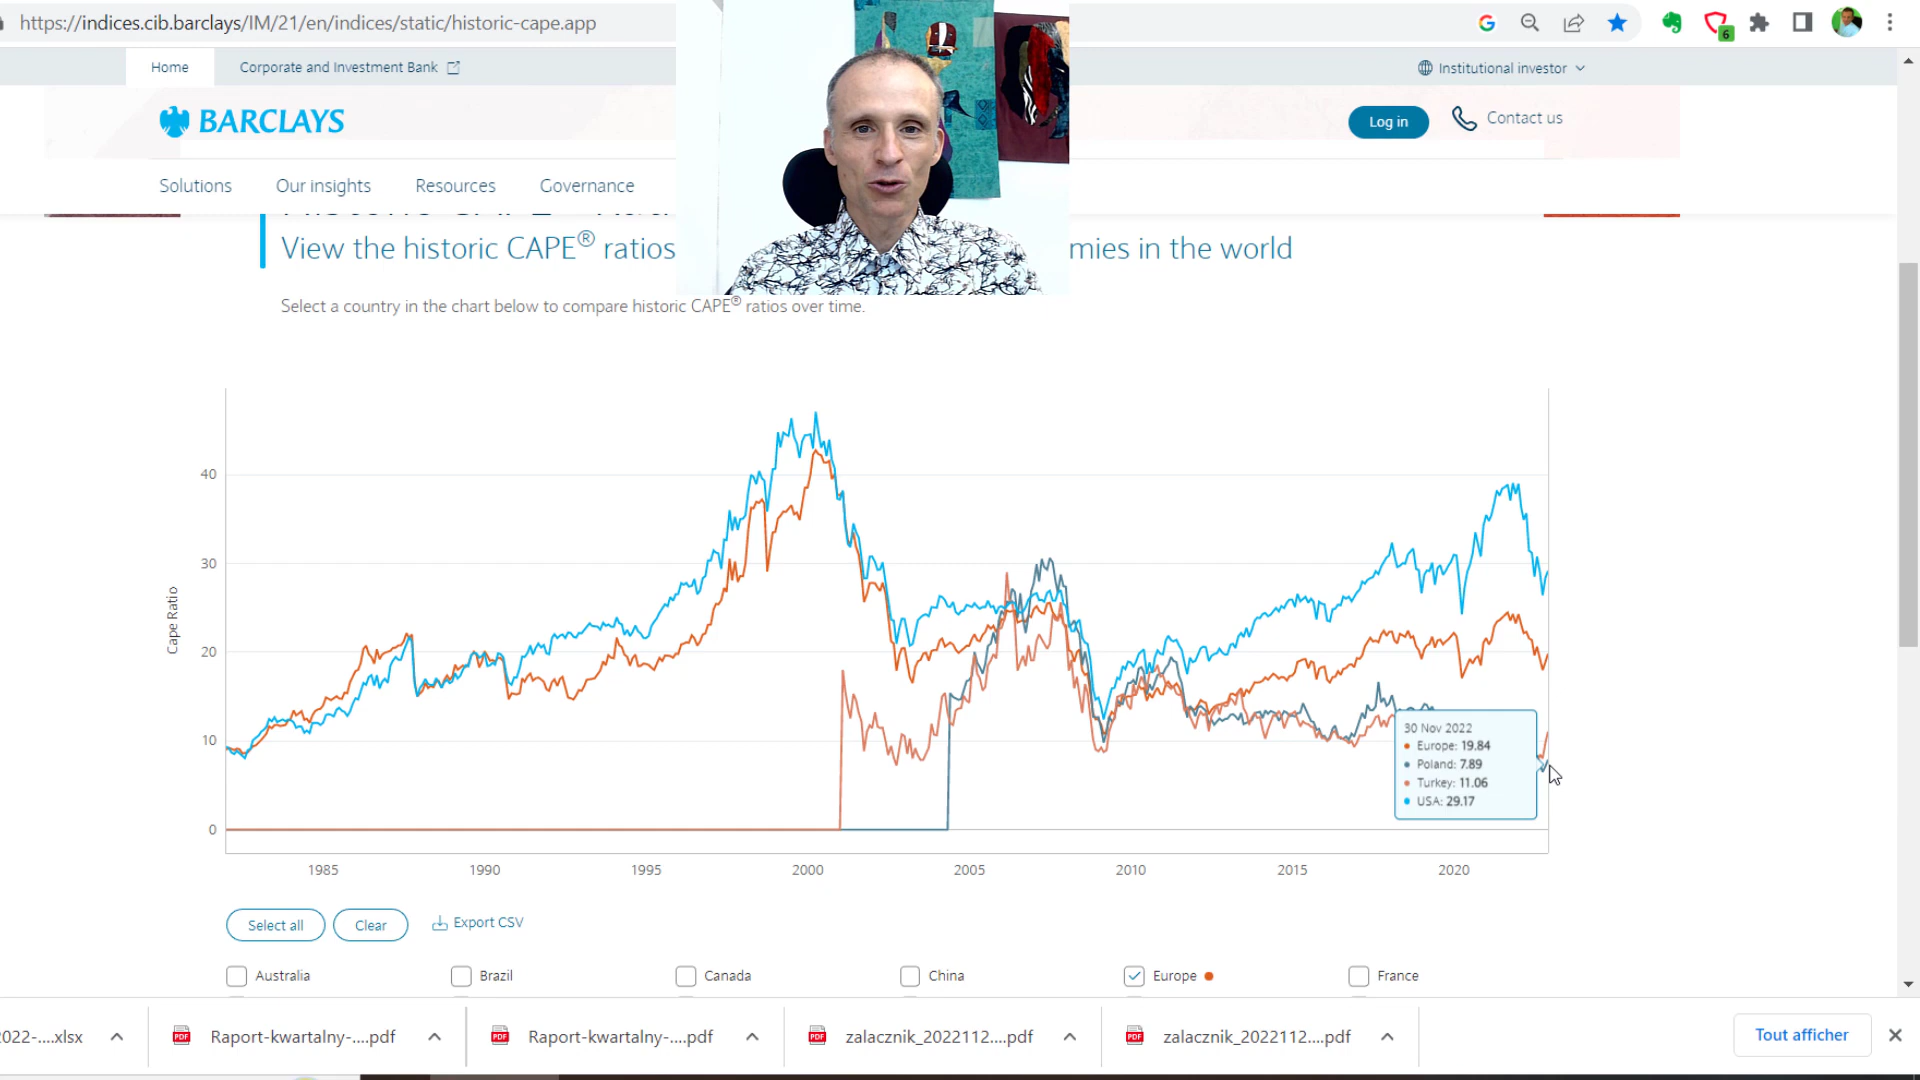 https://indices.cib.barclays/IM/21/en/indices/static/historic-cape.app
6
Home
Corporate and Investment Bank
Institutional investor
BARCLAYS
Log in
Contact us
Solutions
Our insights
Resources
Governance
View the historic CAPE® ratios
mies in the world
Select a country in the chart below to compare historic CAPE® ratios over time.
Cape Ratio
40
30
20
10
0
30 Nov 2022
Europe: 19.84
Poland: 7.89
Turkey: 11.06
USA: 29.17
1985
1990
1995
2000
2005
2010
2015
2020
Select all
Clear
Export CSV
Australia
Brazil
Canada
China
Europe
France
2022-....xlsx
PDF
Raport-kwartalny-....pdf
PDF
Raport-kwartalny-....pdf
PDF
zalacznik_2022112....pdf
PDF
zalacznik_2022112....pdf
Tout afficher